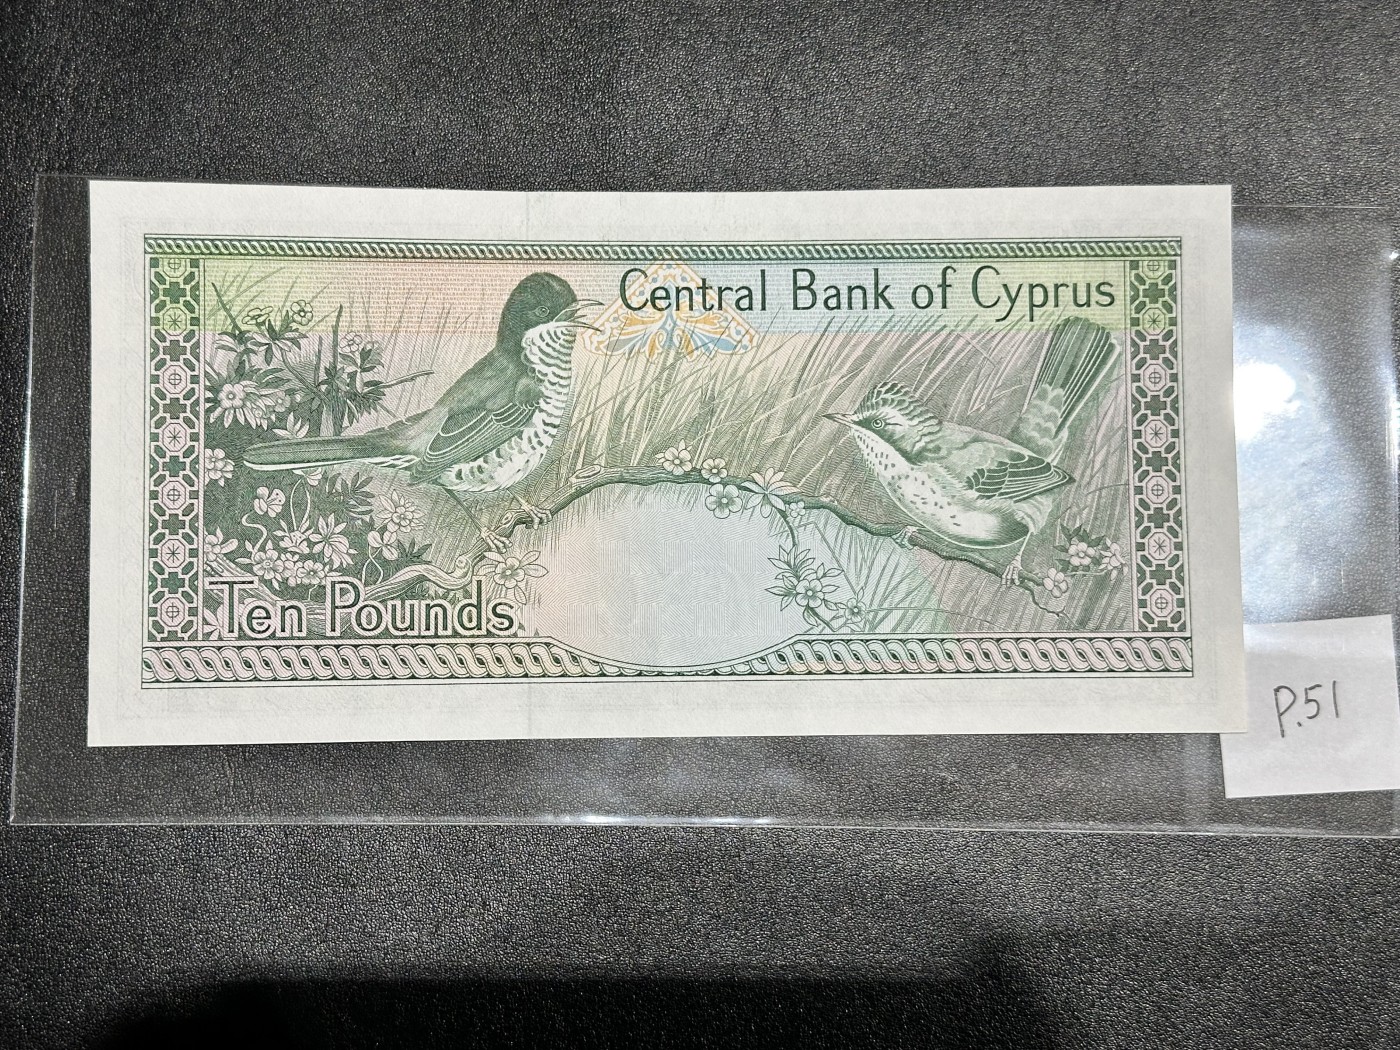 Central Bank of Cyprus
Ten Pounds
P.51